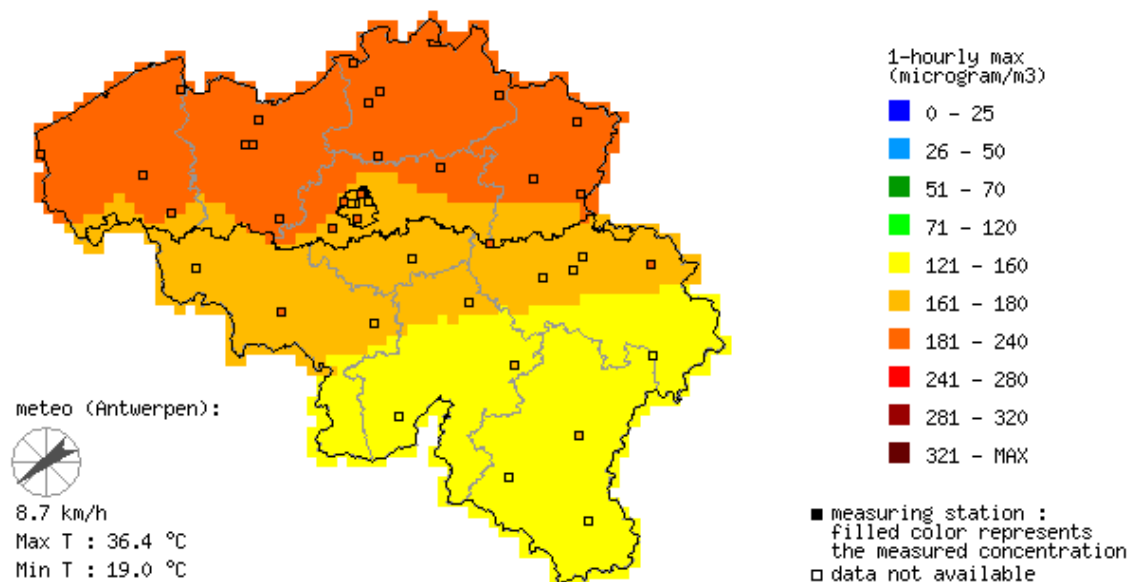 1-hourly max
(microgram/m3)
0 - 25
26 - 50
51 - 70
71 - 120
121 - 160
161 - 180
181 - 240
241 - 280
281 - 320
321 - MAX
meteo (Antwerpen):
8.7 km/h
Max T : 36.4 °C
Min T : 19.0 °C
measuring station :
filled color represents
the measured concentration
data not available